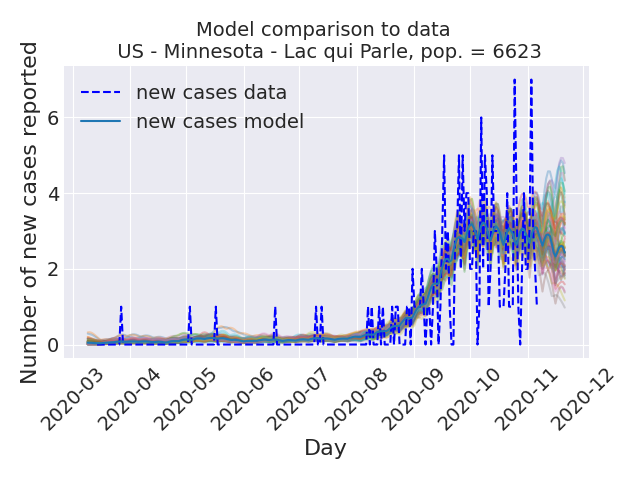 Model comparison to data
US - Minnesota - Lac qui Parle, pop. = 6623
Number of new cases reported
new cases data
new cases model
6
4
2
0
2020-03
2020-04
2020-05
2020-06
2020-07
2020-08
2020-09
2020-10
2020-11
2020-12
Day